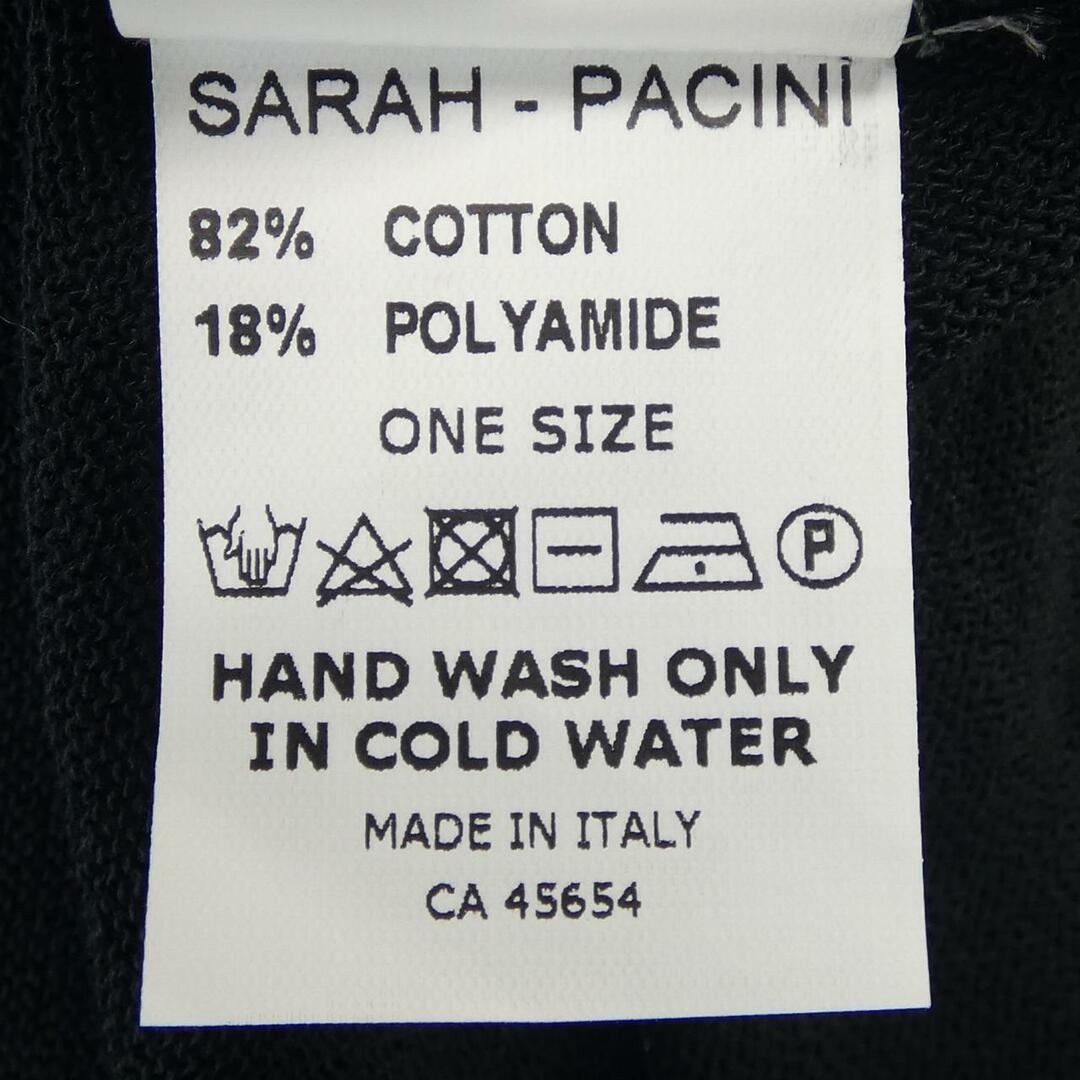 SARAH - PACINI
82% COTTON
18% POLYAMIDE
ONE SIZE
P
HAND WASH ONLY
IN COLD WATER
MADE IN ITALY
CA 45654